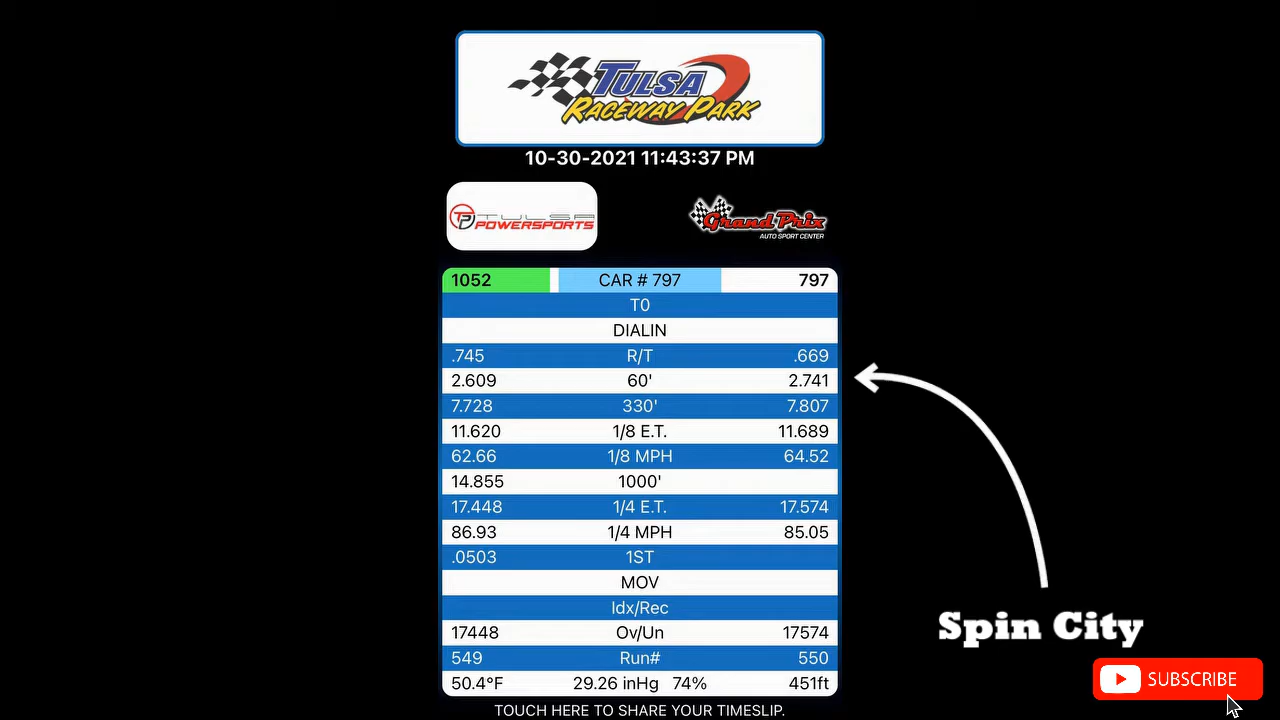 TULSA
RACEWAY PARK
10-30-2021 11:43:37 PM
TULSA
POWERSPORTS
Grand Prix
AUTO SPORT CENTER
1052 CAR # 797 797
T0
DIALIN
.745 R/T .669
2.609 60' 2.741
7.728 330' 7.807
11.620 1/8 E.T. 11.689
62.66 1/8 MPH 64.52
14.855 1000'
17.448 1/4 E.T. 17.574
86.93 1/4 MPH 85.05
.0503 1ST
MOV
Idx/Rec
17448 Ov/Un 17574
549 Run# 550
50.4°F 29.26 inHg 74% 451ft
TOUCH HERE TO SHARE YOUR TIMESLIP.
Spin City
SUBSCRIBE